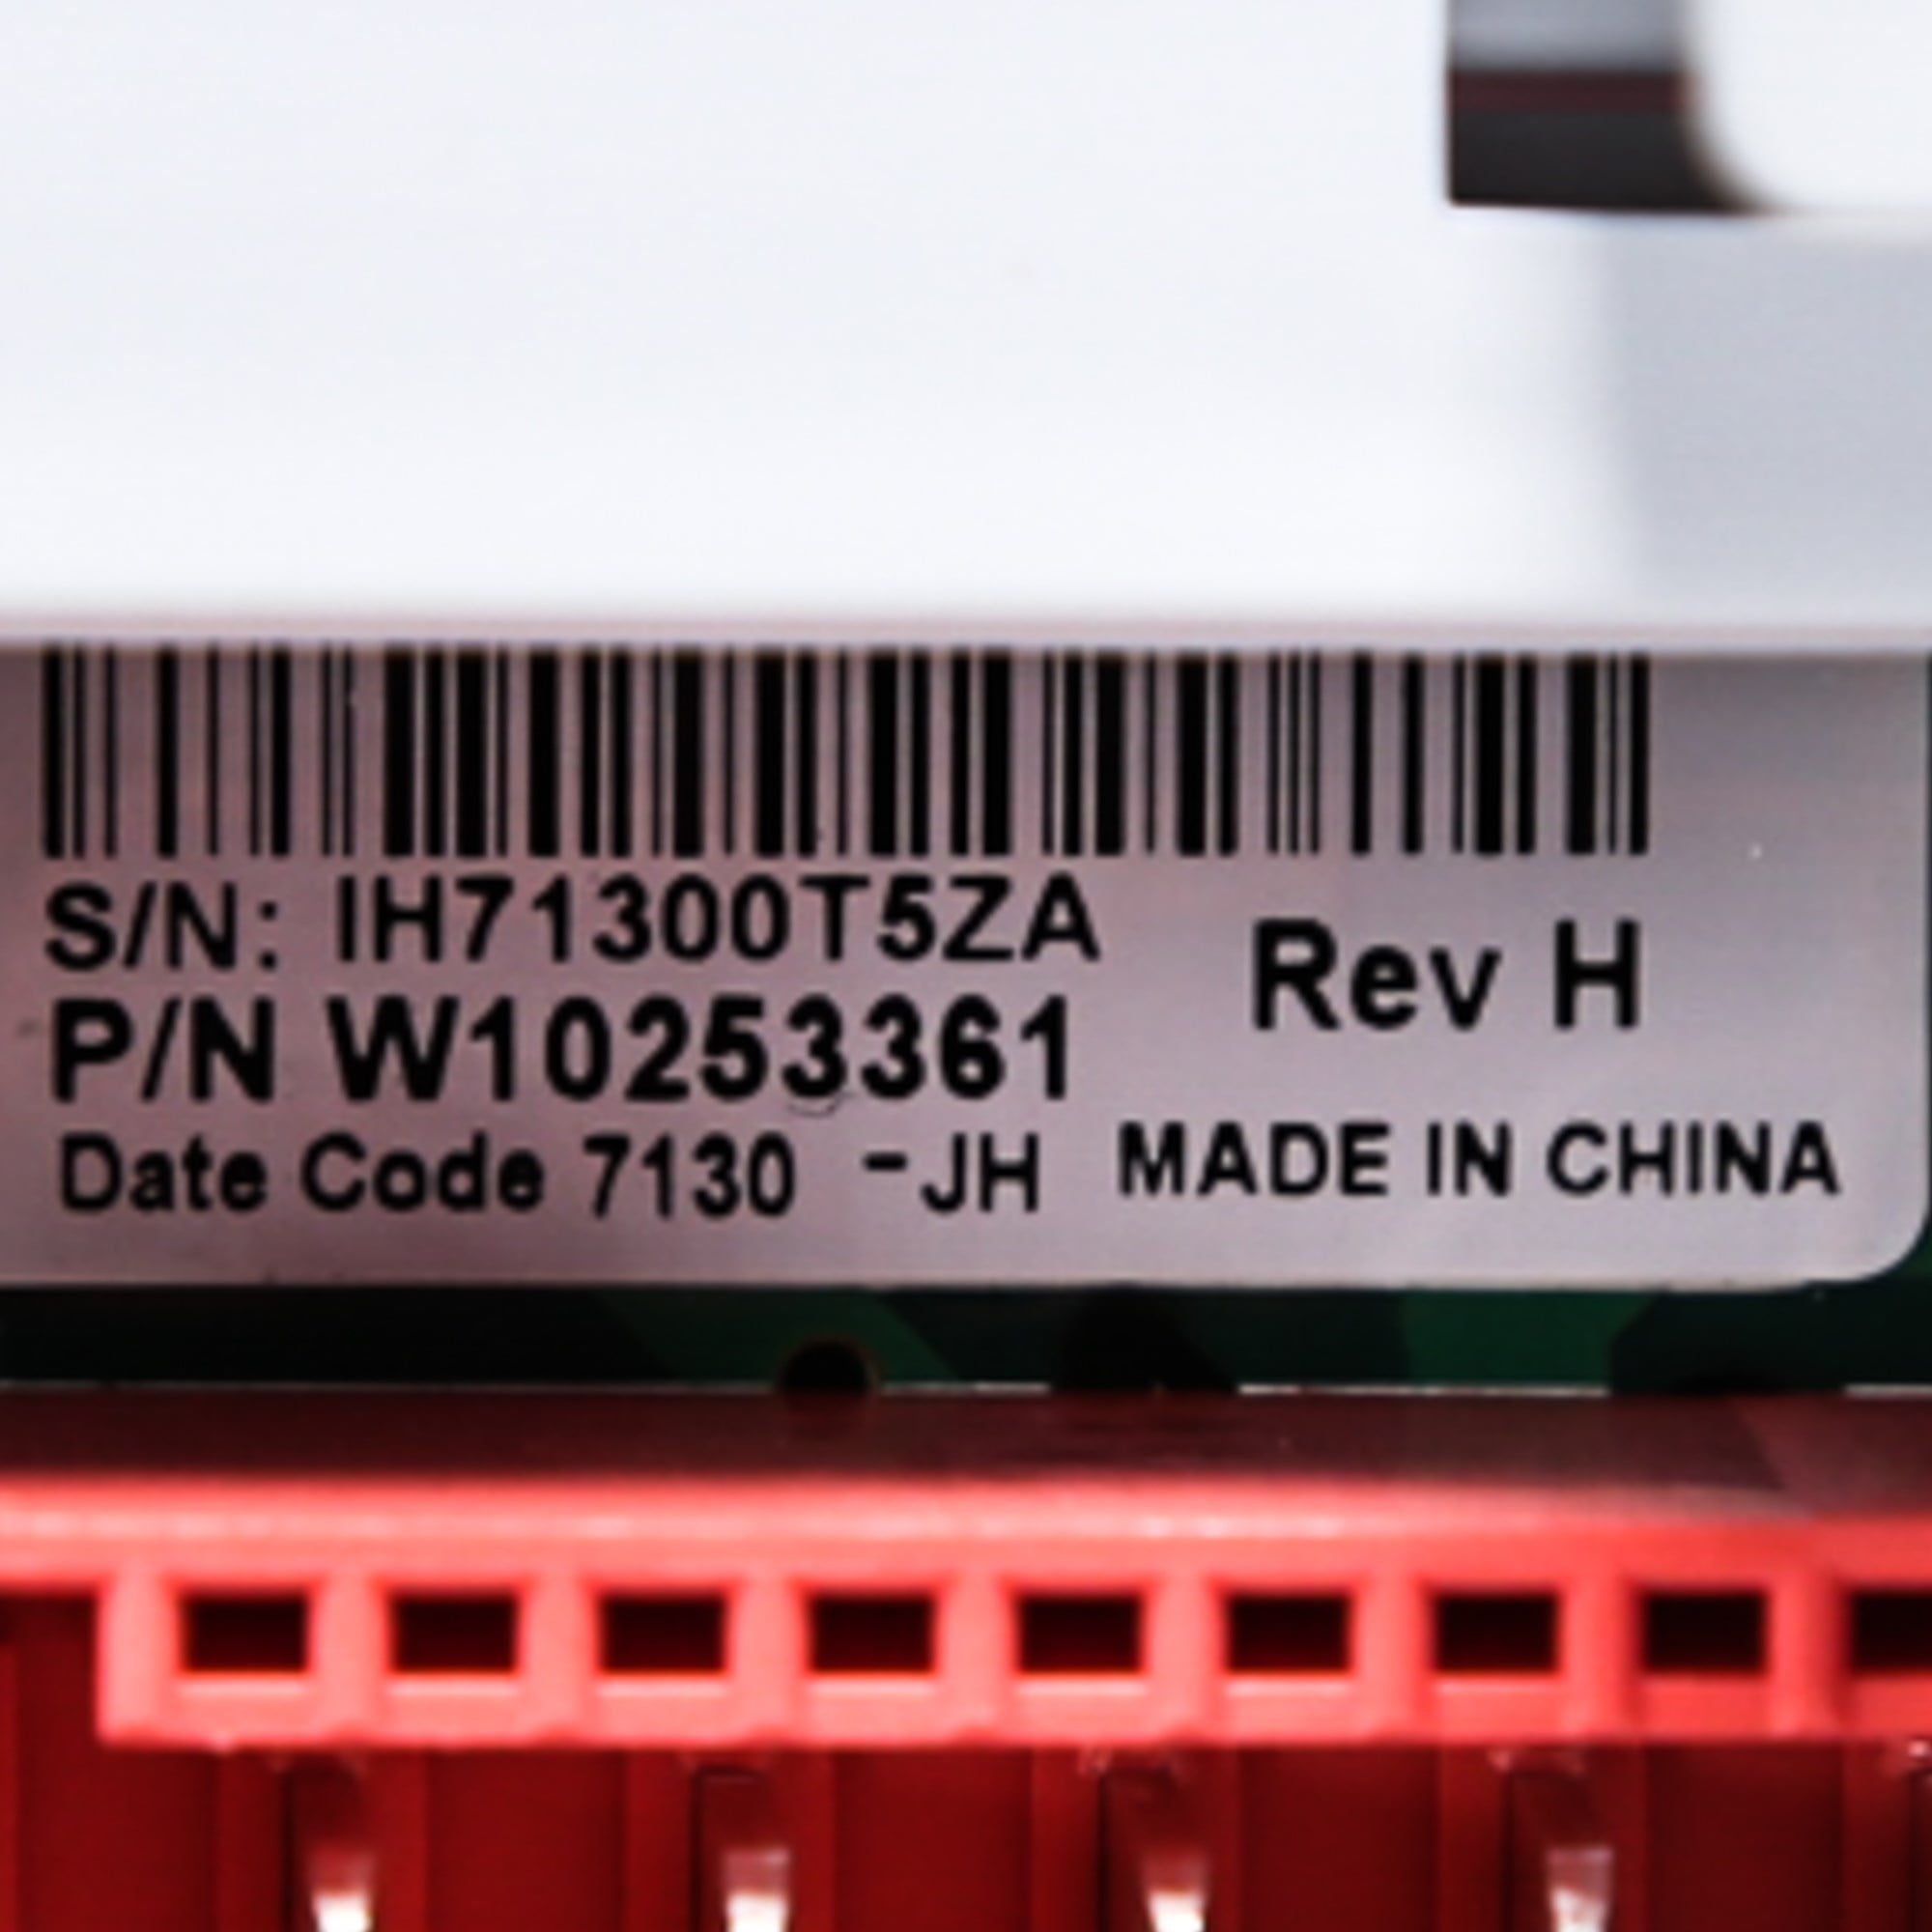 S/N: IH71300T5ZA
Rev H
P/N W10253361
Date Code 7130 -JH MADE IN CHINA